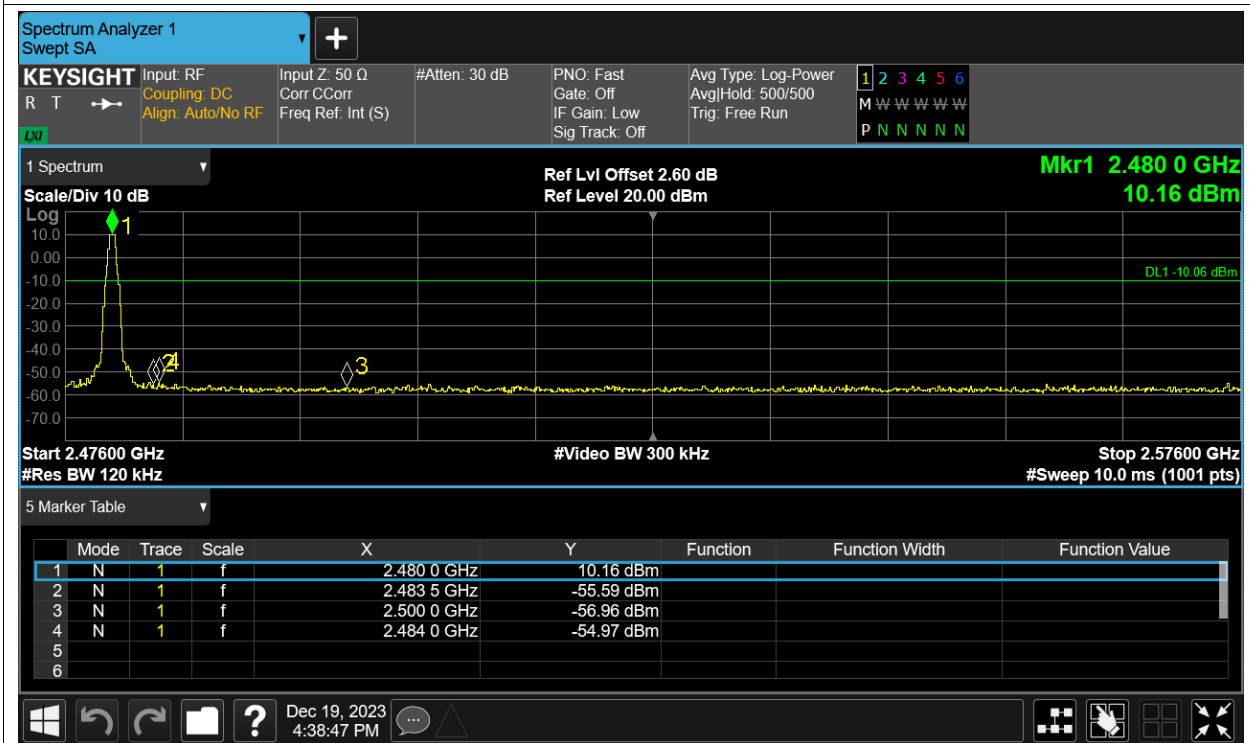 Spectrum Analyzer 1
Swept SA
KEYSIGHT Input: RF Input Z: 50 Ω #Atten: 30 dB PNO: Fast Avg Type: Log-Power 1 2 3 4 5 6
R T Coupling: DC Corr CCorr Gate: Off Avg|Hold: 500/500 M W W W W W
Align: Auto/No RF Freq Ref: Int (S) IF Gain: Low Trig: Free Run
LXI Sig Track: Off P N N N N N
1 Spectrum Ref Lvl Offset 2.60 dB Mkr1 2.480 0 GHz
Scale/Div 10 dB Ref Level 20.00 dBm 10.16 dBm
Log
1
10.0
0.00
-10.0 DL1 -10.06 dBm
-20.0
-30.0
-40.0
2 4 3
-50.0
-60.0
-70.0
Start 2.47600 GHz #Video BW 300 kHz Stop 2.57600 GHz
#Res BW 120 kHz #Sweep 10.0 ms (1001 pts)
5 Marker Table
Mode Trace Scale X Y Function Function Width Function Value
1 N 1 f 2.480 0 GHz 10.16 dBm
2 N 1 f 2.483 5 GHz -55.59 dBm
3 N 1 f 2.500 0 GHz -56.96 dBm
4 N 1 f 2.484 0 GHz -54.97 dBm
5
6
? Dec 19, 2023
4:38:47 PM